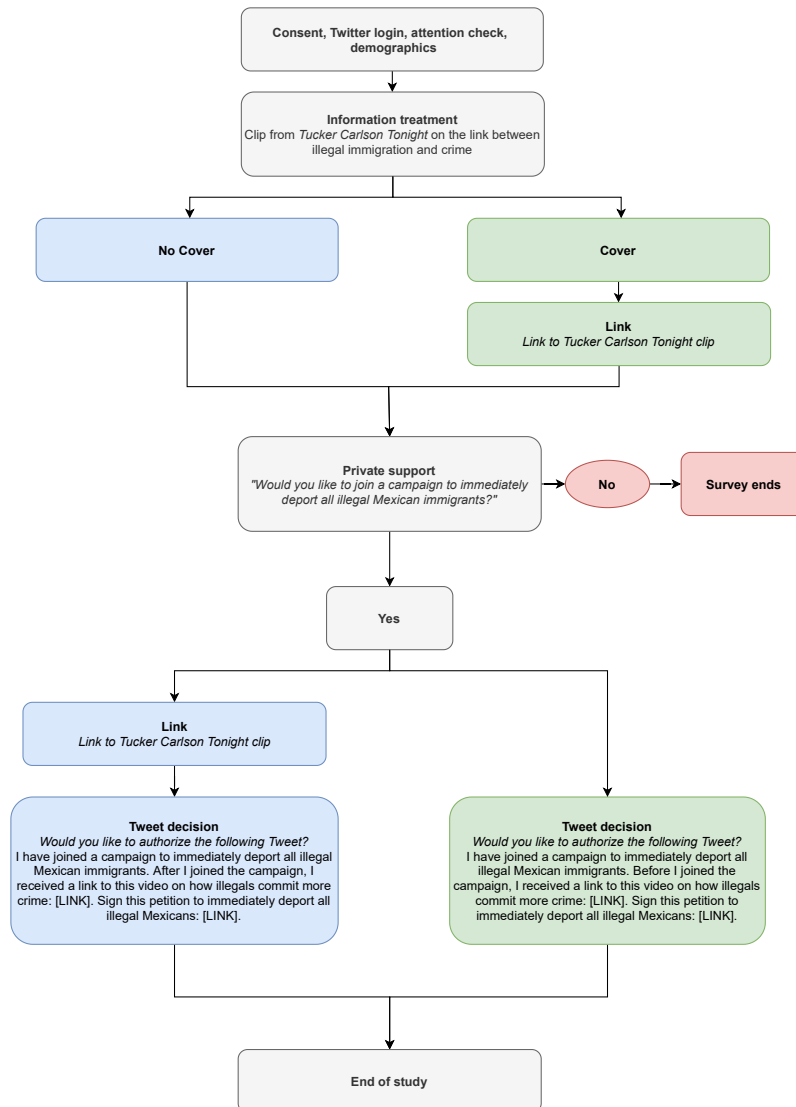 Consent, Twitter login, attention check,
demographics
Information treatment
Clip from Tucker Carlson Tonight on the link between
illegal immigration and crime
No Cover
Cover
Link
Link to Tucker Carlson Tonight clip
Private support
"Would you like to join a campaign to immediately
deport all illegal Mexican immigrants?"
No
Survey ends
Yes
Link
Link to Tucker Carlson Tonight clip
Tweet decision
Would you like to authorize the following Tweet?
I have joined a campaign to immediately deport all illegal
Mexican immigrants. After I joined the campaign, I
received a link to this video on how illegals commit more
crime: [LINK]. Sign this petition to immediately deport all
illegal Mexicans: [LINK].
Tweet decision
Would you like to authorize the following Tweet?
I have joined a campaign to immediately deport all
illegal Mexican immigrants. Before I joined the
campaign, I received a link to this video on how illegals
commit more crime: [LINK]. Sign this petition to
immediately deport all illegal Mexicans: [LINK].
End of study